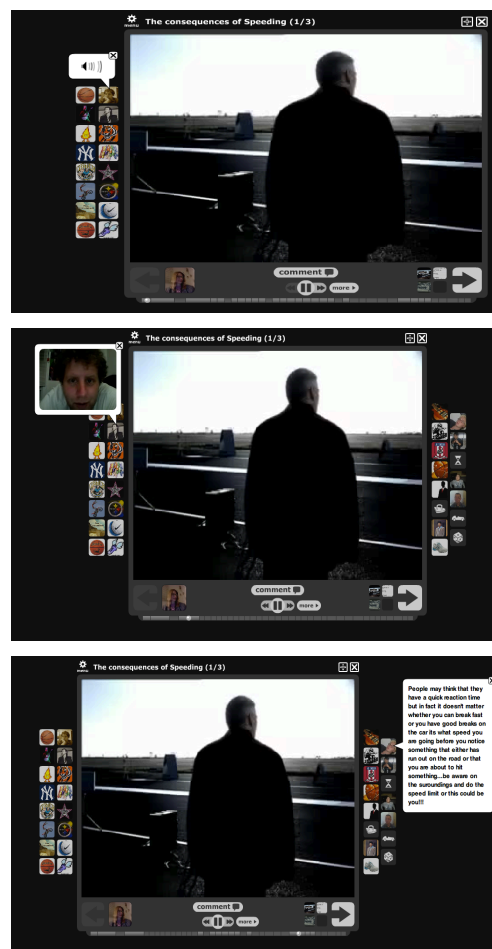 menu
The consequences of Speeding (1/3)
comment
more
menu
The consequences of Speeding (1/3)
comment
more
menu
The consequences of Speeding (1/3)
People may think that they
have a quick reaction time
but in fact it doesn't matter
whether you can break fast
or you have good breaks on
the car its what speed you
are going before you notice
something that either has
run out on the road or that
you are about to hit
something...be aware on
the suroundings and do the
speed limit or this could be
you!!!
comment
more